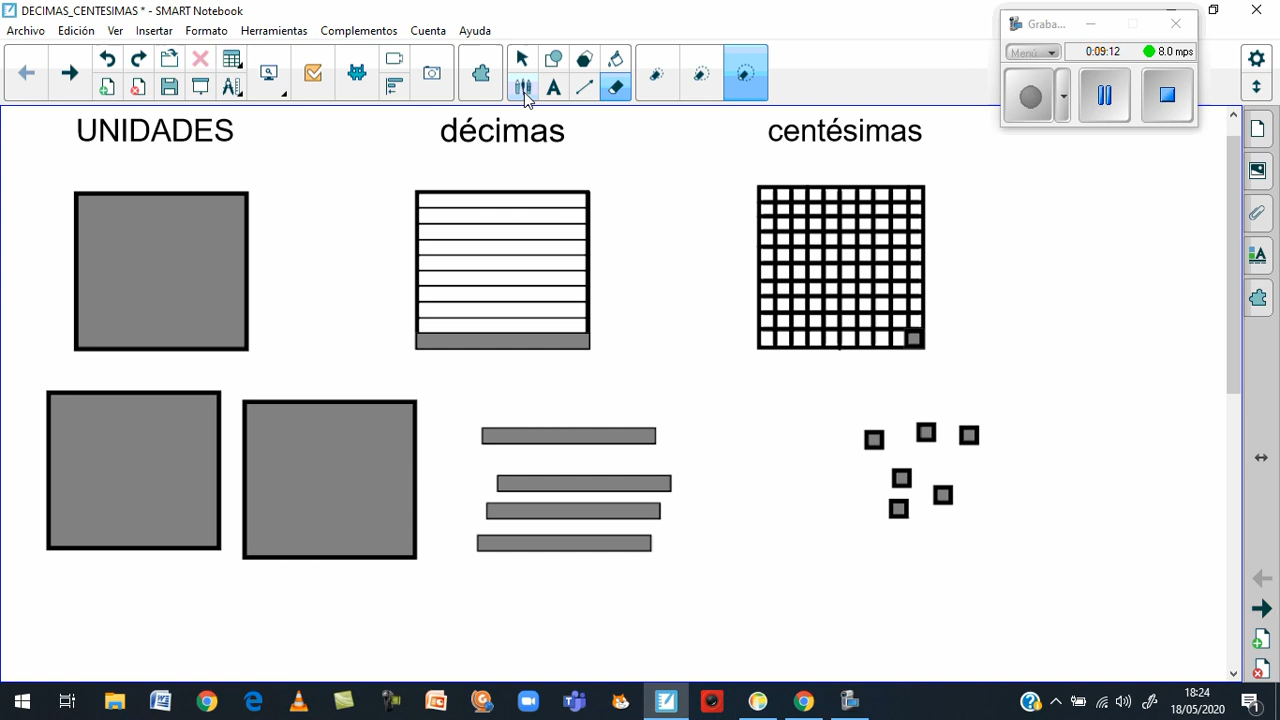 DECIMAS_CENTESIMAS * - SMART Notebook
Archivo Edición Ver Insertar Formato Herramientas Complementos Cuenta Ayuda
Graba...
Menú 0:09:12 8.0 mps
UNIDADES décimas centésimas
18:24
18/05/2020